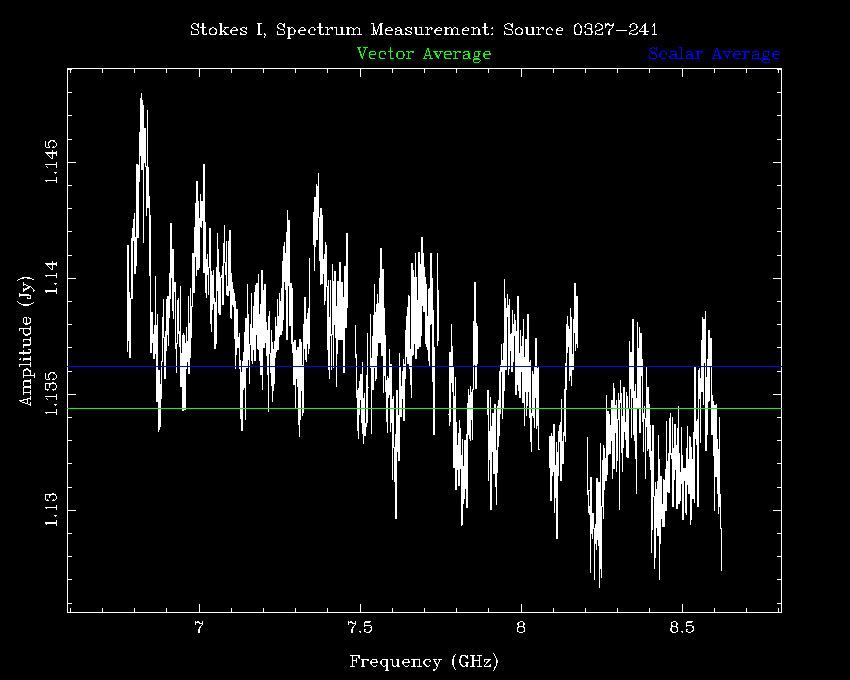 Stokes I, Spectrum Measurement: Source 0327-241
Vector Average
Scalar Average
1.145
1.14
1.135
1.13
Amplitude (Jy)
7
7.5
8
8.5
Frequency (GHz)